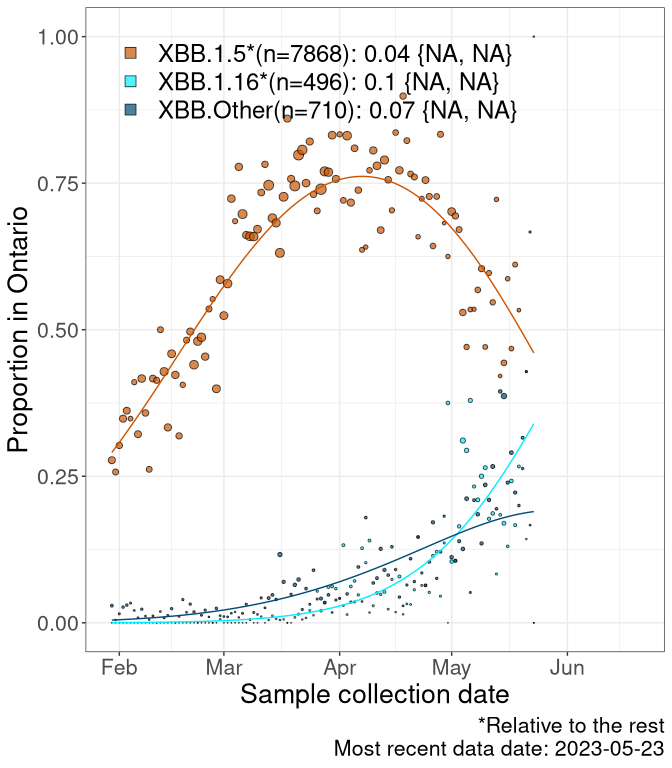 1.00
0.75
0.50
0.25
0.00
Proportion in Ontario
XBB.1.5*(n=7868): 0.04 {NA, NA}
XBB.1.16*(n=496): 0.1 {NA, NA}
XBB.Other(n=710): 0.07 {NA, NA}
Feb Mar Apr May Jun
Sample collection date
*Relative to the rest
Most recent data date: 2023-05-23